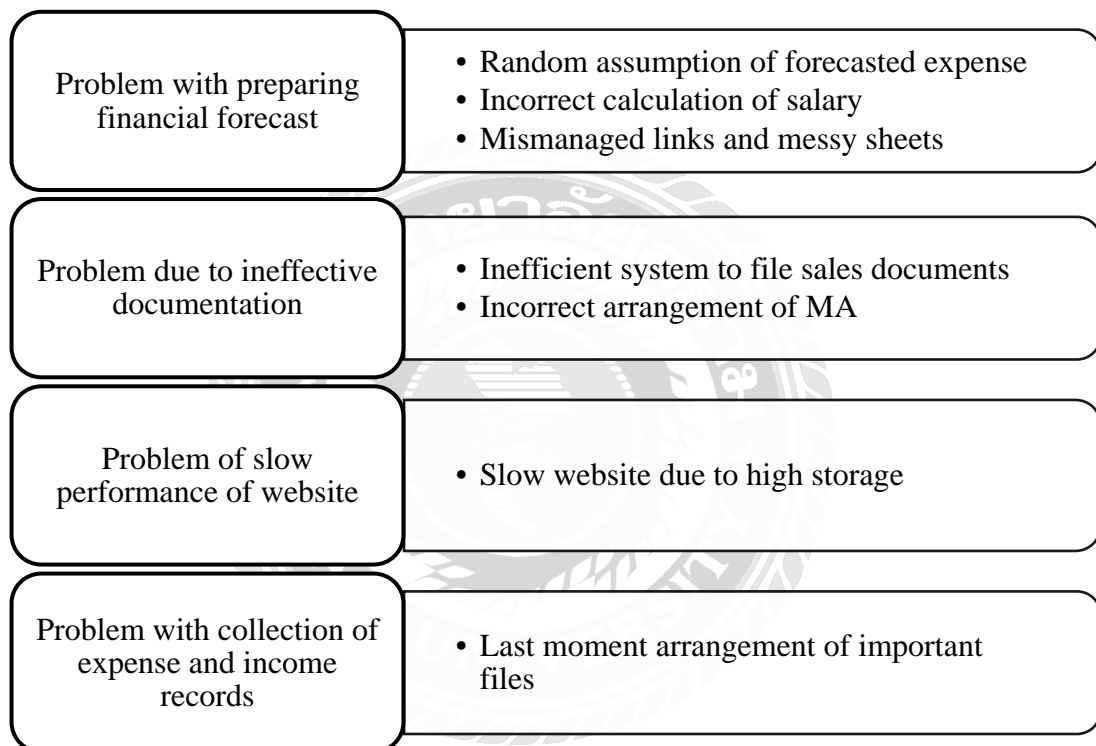 Problem with preparing
financial forecast
• Random assumption of forecasted expense
• Incorrect calculation of salary
• Mismanaged links and messy sheets
Problem due to ineffective
documentation
• Inefficient system to file sales documents
• Incorrect arrangement of MA
Problem of slow
performance of website
• Slow website due to high storage
Problem with collection of
expense and income
records
• Last moment arrangement of important
files